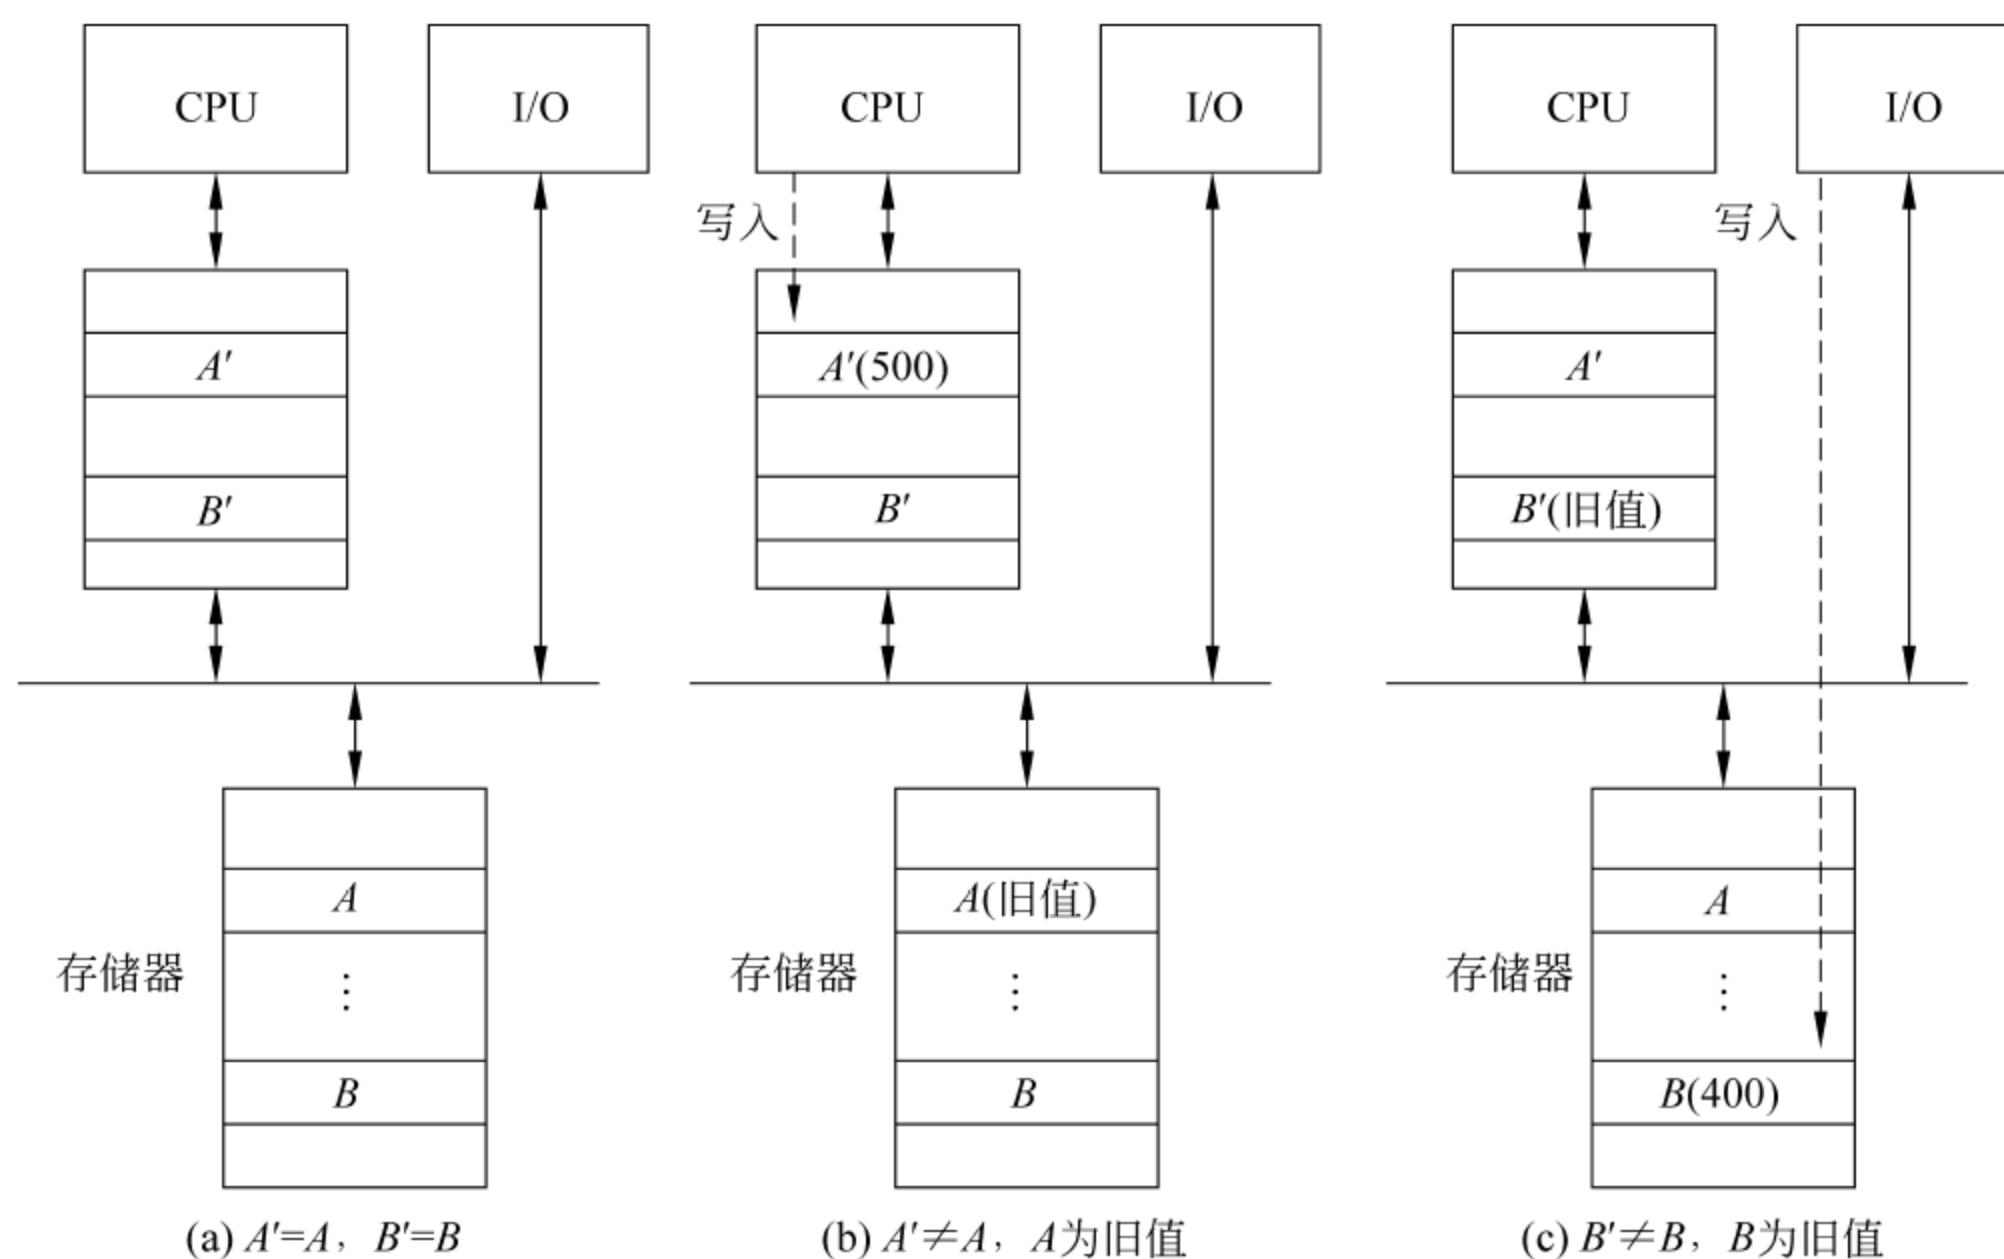 CPU
I/O
A′
B′
存储器
A
⋮
B
(a) A′=A，B′=B
CPU
I/O
写入
A′(500)
B′
存储器
A(旧值)
⋮
B
(b) A′≠A，A为旧值
CPU
I/O
写入
A′
B′(旧值)
存储器
A
⋮
B(400)
(c) B′≠B，B为旧值